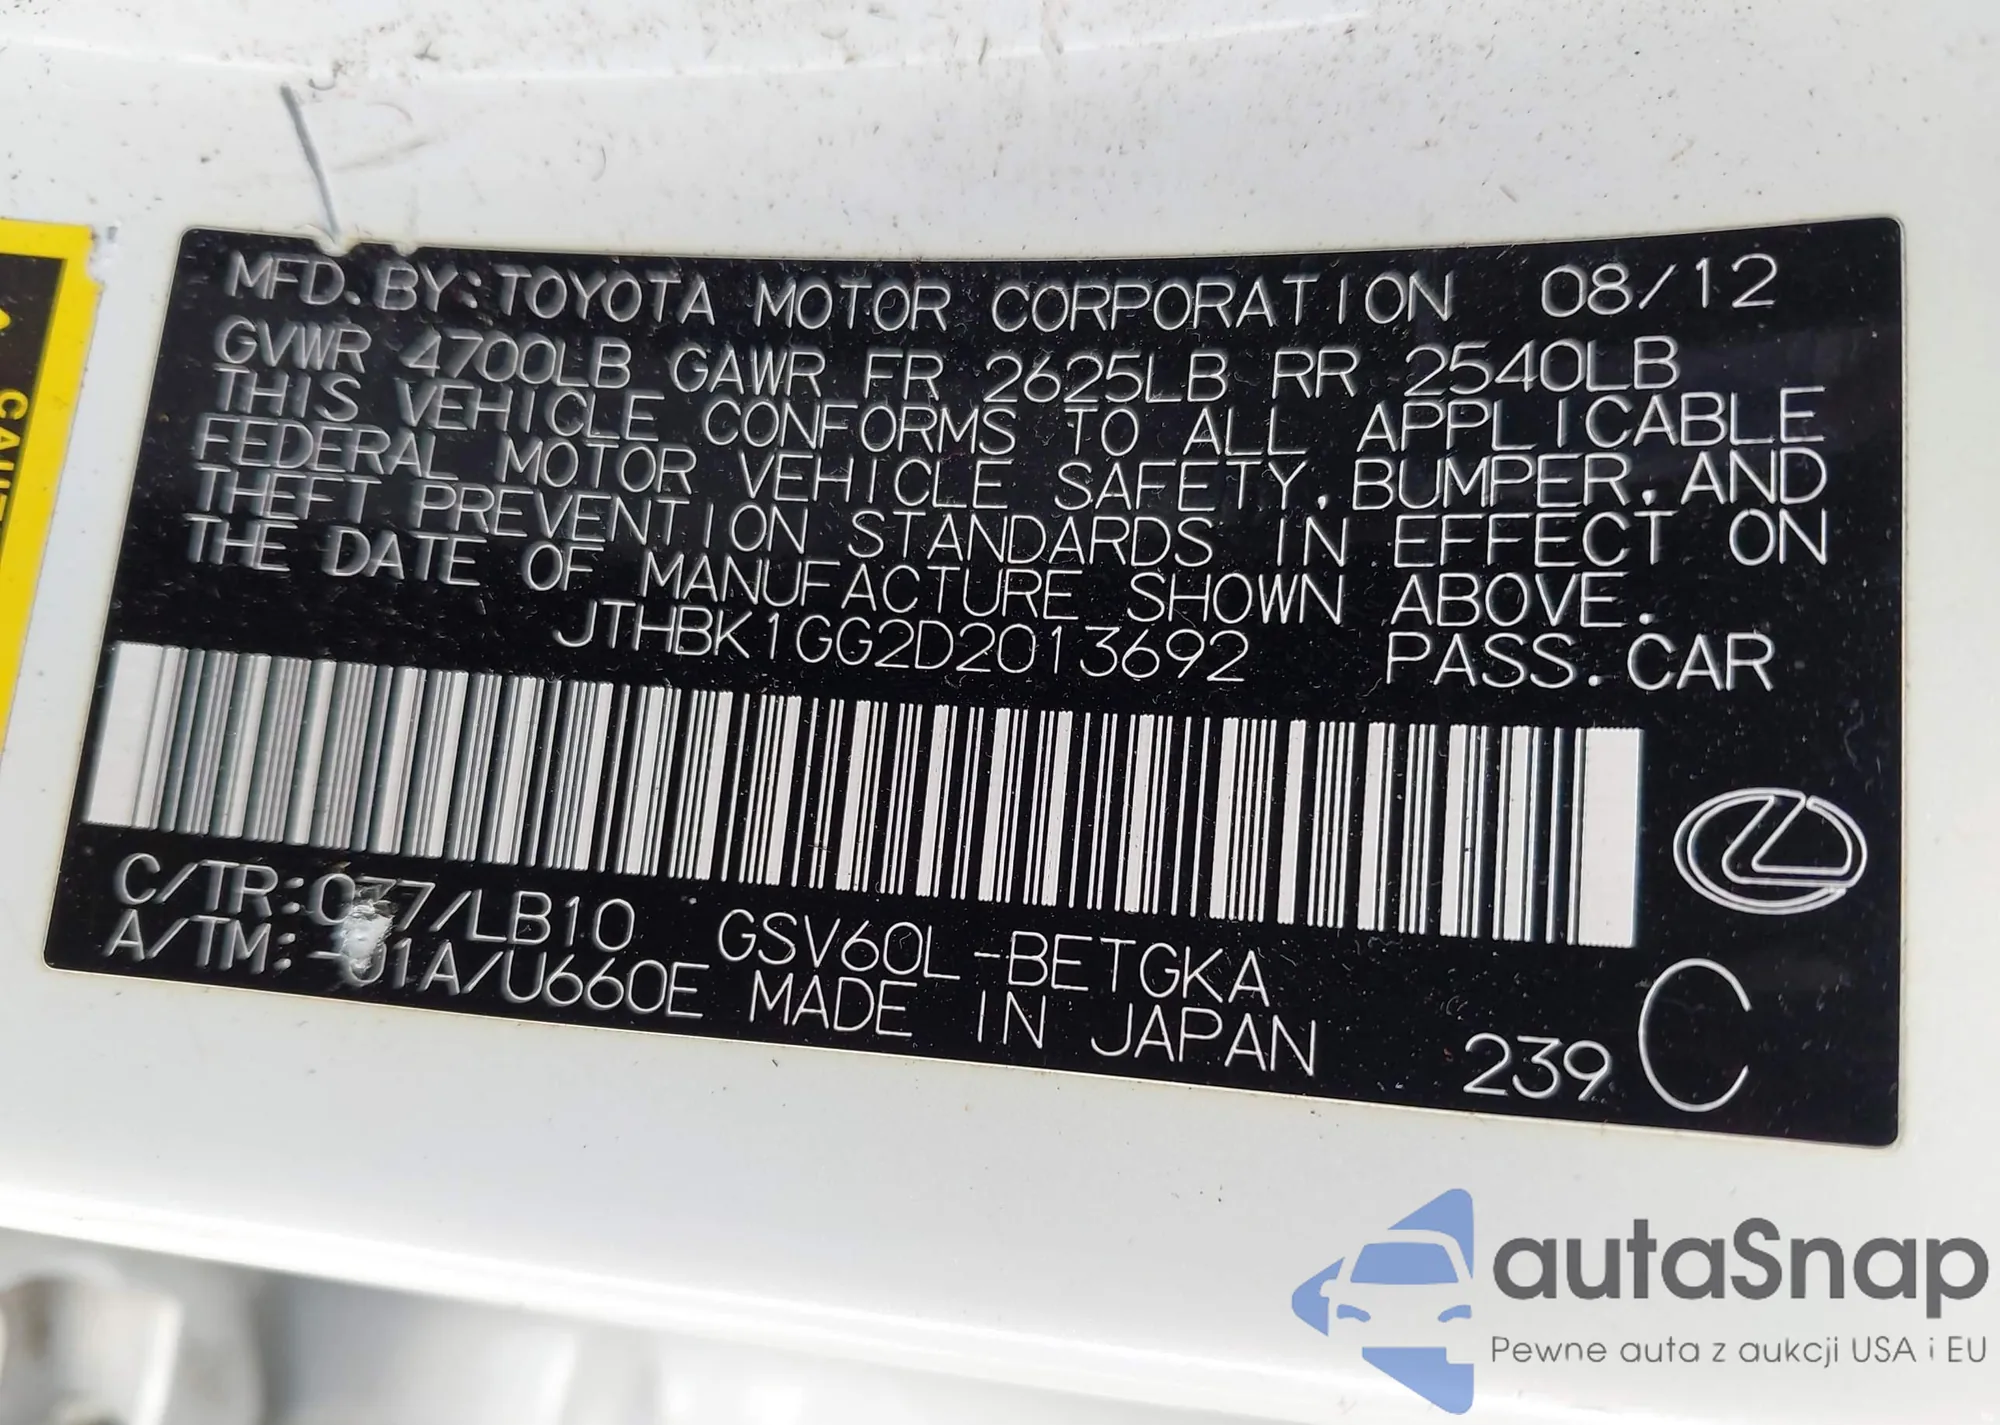 MFD. BY: TOYOTA MOTOR CORPORATION 08/12
GVWR 4700LB GAWR FR 2625LB RR 2540LB
THIS VEHICLE CONFORMS TO ALL APPLICABLE
FEDERAL MOTOR VEHICLE SAFETY, BUMPER, AND
THEFT PREVENTION STANDARDS IN EFFECT ON
THE DATE OF MANUFACTURE SHOWN ABOVE.
JTHBK1GG2D2013692 PASS. CAR
C/TR:077/LB10 GSV60L-BETGKA
A/TM:-01A/U660E MADE IN JAPAN 239 C
autaSnap
Pewne auta z aukcji USA i EU